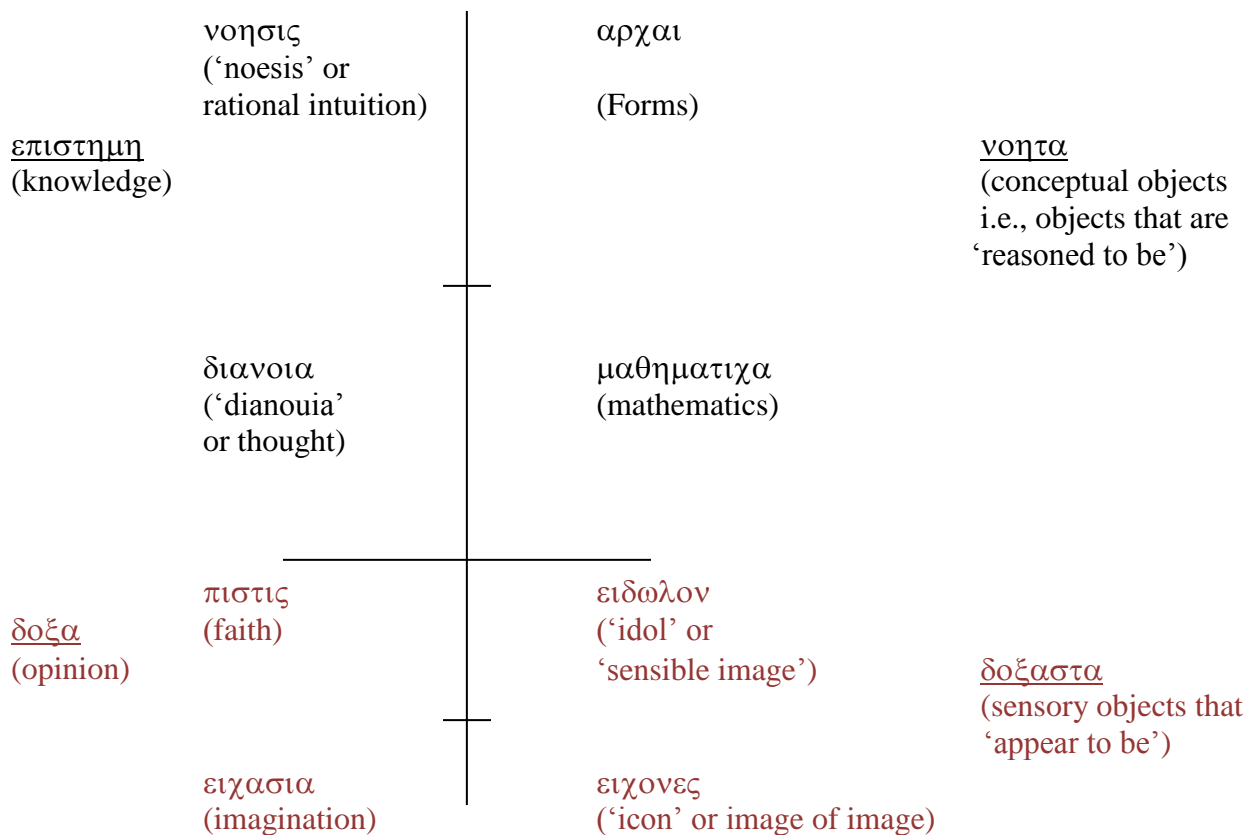 νοησις
(‘noesis’ or
rational intuition)
αρχαι
(Forms)
επιστημη
(knowledge)
νοητα
(conceptual objects
i.e., objects that are
‘reasoned to be’)
διανοια
(‘dianouia’
or thought)
μαθηματιχα
(mathematics)
πιστις
(faith)
ειδωλον
(‘idol’ or
‘sensible image’)
δοξα
(opinion)
δοξαστα
(sensory objects that
‘appear to be’)
ειχασια
(imagination)
ειχονες
(‘icon’ or image of image)